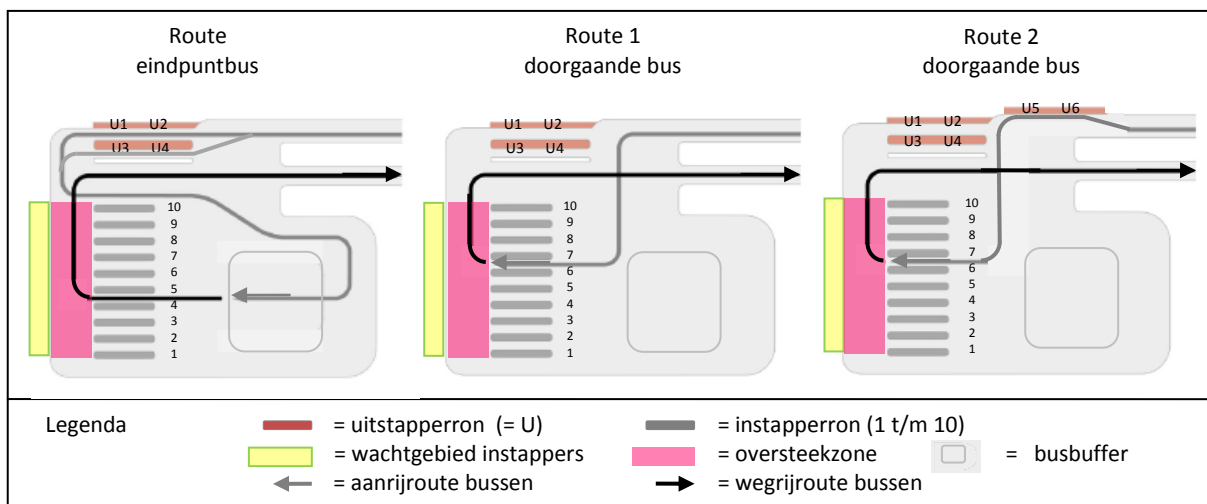 Route
eindpuntbus
U1 U2
U3 U4
10
9
8
7
6
5
4
3
2
1
Route 1
doorgaande bus
U1 U2
U3 U4
10
9
8
7
6
5
4
3
2
1
Route 2
doorgaande bus
U5 U6
U1 U2
U3 U4
10
9
8
7
6
5
4
3
2
1
Legenda
= uitstapperron (= U)
= instapperron (1 t/m 10)
= wachtgebied instappers
= oversteekzone
= busbuffer
= aanrijroute bussen
= wegrijroute bussen